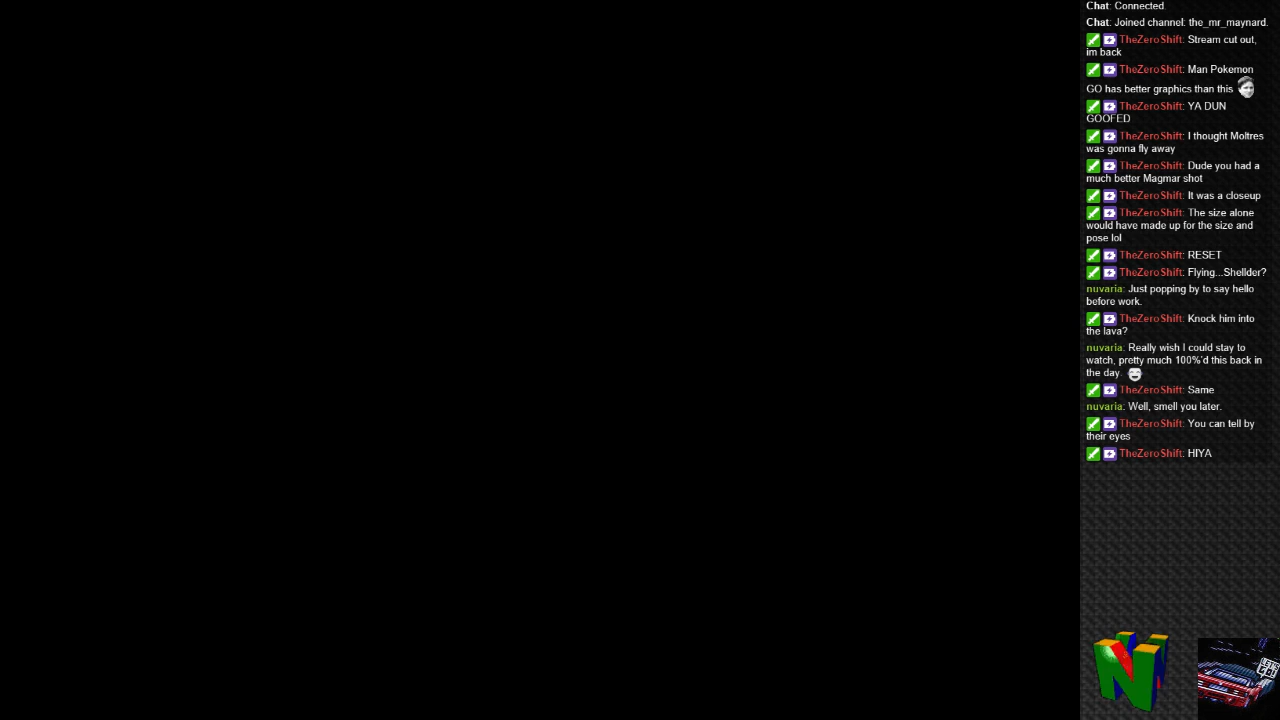 Chat: Connected.
Chat: Joined channel: the_mr_maynard.
TheZeroShift: Stream cut out,
im back
TheZeroShift: Man Pokemon
GO has better graphics than this
TheZeroShift: YA DUN
GOOFED
TheZeroShift: I thought Moltres
was gonna fly away
TheZeroShift: Dude you had a
much better Magmar shot
TheZeroShift: It was a closeup
TheZeroShift: The size alone
would have made up for the size and
pose lol
TheZeroShift: RESET
TheZeroShift: Flying...Shellder?
nuvaria: Just popping by to say hello
before work.
TheZeroShift: Knock him into
the lava?
nuvaria: Really wish I could stay to
watch, pretty much 100%'d this back in
the day.
TheZeroShift: Same
nuvaria: Well, smell you later.
TheZeroShift: You can tell by
their eyes
TheZeroShift: HIYA